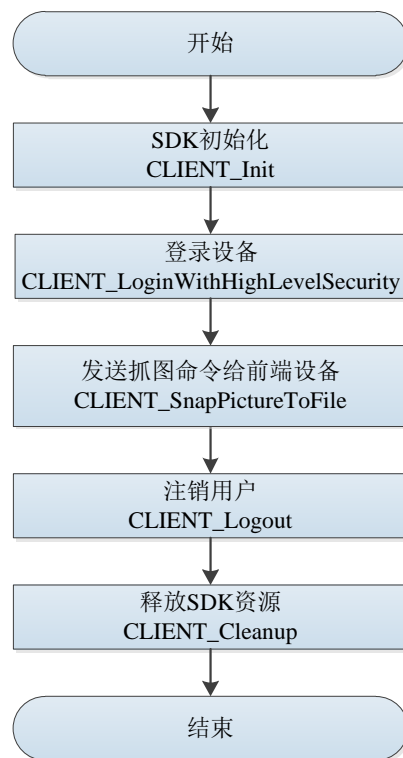 开始
SDK初始化
CLIENT_Init
登录设备
CLIENT_LoginWithHighLevelSecurity
发送抓图命令给前端设备
CLIENT_SnapPictureToFile
注销用户
CLIENT_Logout
释放SDK资源
CLIENT_Cleanup
结束